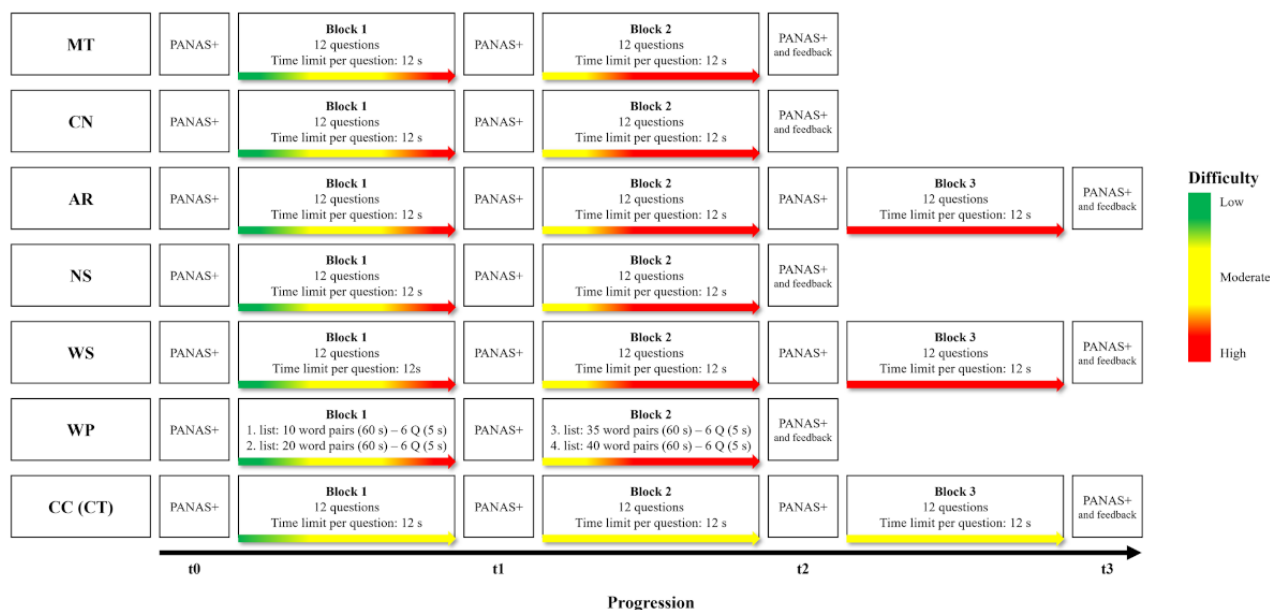 MT
PANAS+
Block 1
12 questions
Time limit per question: 12 s
PANAS+
Block 2
12 questions
Time limit per question: 12 s
PANAS+
and feedback
CN
PANAS+
Block 1
12 questions
Time limit per question: 12 s
PANAS+
Block 2
12 questions
Time limit per question: 12 s
PANAS+
and feedback
AR
PANAS+
Block 1
12 questions
Time limit per question: 12 s
PANAS+
Block 2
12 questions
Time limit per question: 12 s
PANAS+
Block 3
12 questions
Time limit per question: 12 s
PANAS+
and feedback
NS
PANAS+
Block 1
12 questions
Time limit per question: 12 s
PANAS+
Block 2
12 questions
Time limit per question: 12 s
PANAS+
and feedback
WS
PANAS+
Block 1
12 questions
Time limit per question: 12s
PANAS+
Block 2
12 questions
Time limit per question: 12 s
PANAS+
Block 3
12 questions
Time limit per question: 12 s
PANAS+
and feedback
WP
PANAS+
Block 1
1. list: 10 word pairs (60 s) – 6 Q (5 s)
2. list: 20 word pairs (60 s) – 6 Q (5 s)
PANAS+
Block 2
3. list: 35 word pairs (60 s) – 6 Q (5 s)
4. list: 40 word pairs (60 s) – 6 Q (5 s)
PANAS+
and feedback
CC (CT)
PANAS+
Block 1
12 questions
Time limit per question: 12 s
PANAS+
Block 2
12 questions
Time limit per question: 12 s
PANAS+
Block 3
12 questions
Time limit per question: 12 s
PANAS+
and feedback
t0
t1
t2
t3
Progression
Difficulty
Low
Moderate
High